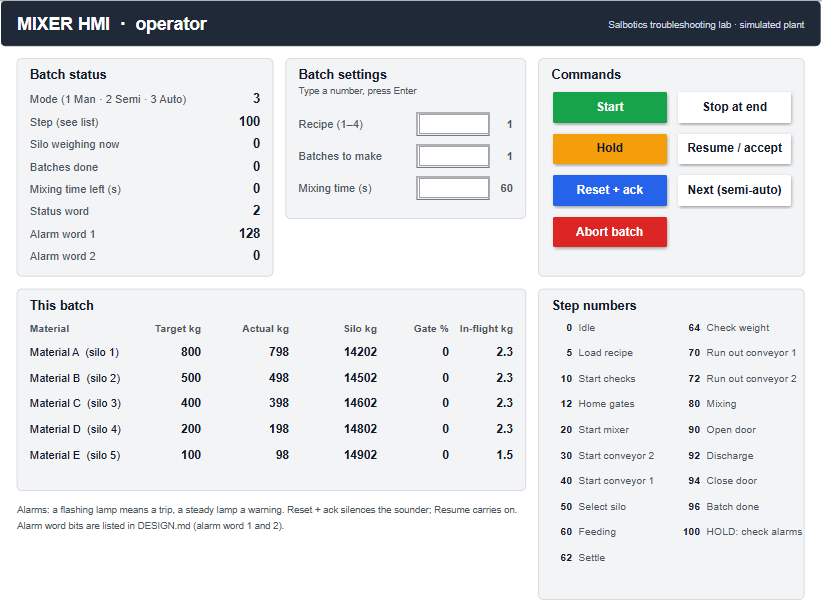 MIXER HMI · operator
Salbotics troubleshooting lab · simulated plant
Batch status
Mode (1 Man · 2 Semi · 3 Auto) 3
Step (see list) 100
Silo weighing now 0
Batches done 0
Mixing time left (s) 0
Status word 2
Alarm word 1 128
Alarm word 2 0
Batch settings
Type a number, press Enter
Recipe (1–4) 1
Batches to make 1
Mixing time (s) 60
Commands
Start Stop at end
Hold Resume / accept
Reset + ack Next (semi-auto)
Abort batch
This batch
Material Target kg Actual kg Silo kg Gate % In-flight kg
Material A (silo 1) 800 798 14202 0 2.3
Material B (silo 2) 500 498 14502 0 2.3
Material C (silo 3) 400 398 14602 0 2.3
Material D (silo 4) 200 198 14802 0 2.3
Material E (silo 5) 100 98 14902 0 1.5
Alarms: a flashing lamp means a trip, a steady lamp a warning. Reset + ack silences the sounder; Resume carries on.
Alarm word bits are listed in DESIGN.md (alarm word 1 and 2).
Step numbers
0 Idle 64 Check weight
5 Load recipe 70 Run out conveyor 1
10 Start checks 72 Run out conveyor 2
12 Home gates 80 Mixing
20 Start mixer 90 Open door
30 Start conveyor 2 92 Discharge
40 Start conveyor 1 94 Close door
50 Select silo 96 Batch done
60 Feeding 100 HOLD: check alarms
62 Settle